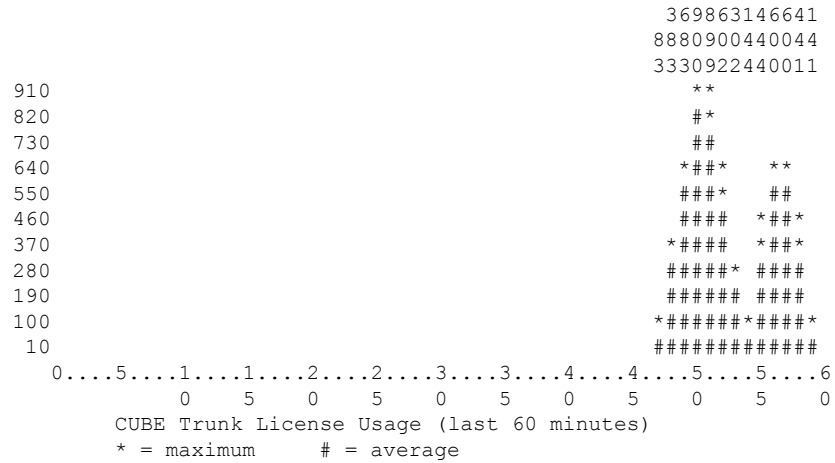 369863146641
                                                  8880900440044
                                                  3330922440011
910                                                  **
820                                                  #*
730                                                  ##
640                                                 *##*   **
550                                                 ###*   ##
460                                                 ####  *##*
370                                                *####  *##*
280                                                #####* ####
190                                                ###### ####
100                                               *######*####*
 10                                               #############
   0....5....1....1....2....2....3....3....4....4....5....5....6
             0    5    0    5    0    5    0    5    0    5    0
        CUBE Trunk License Usage (last 60 minutes)
        * = maximum     # = average